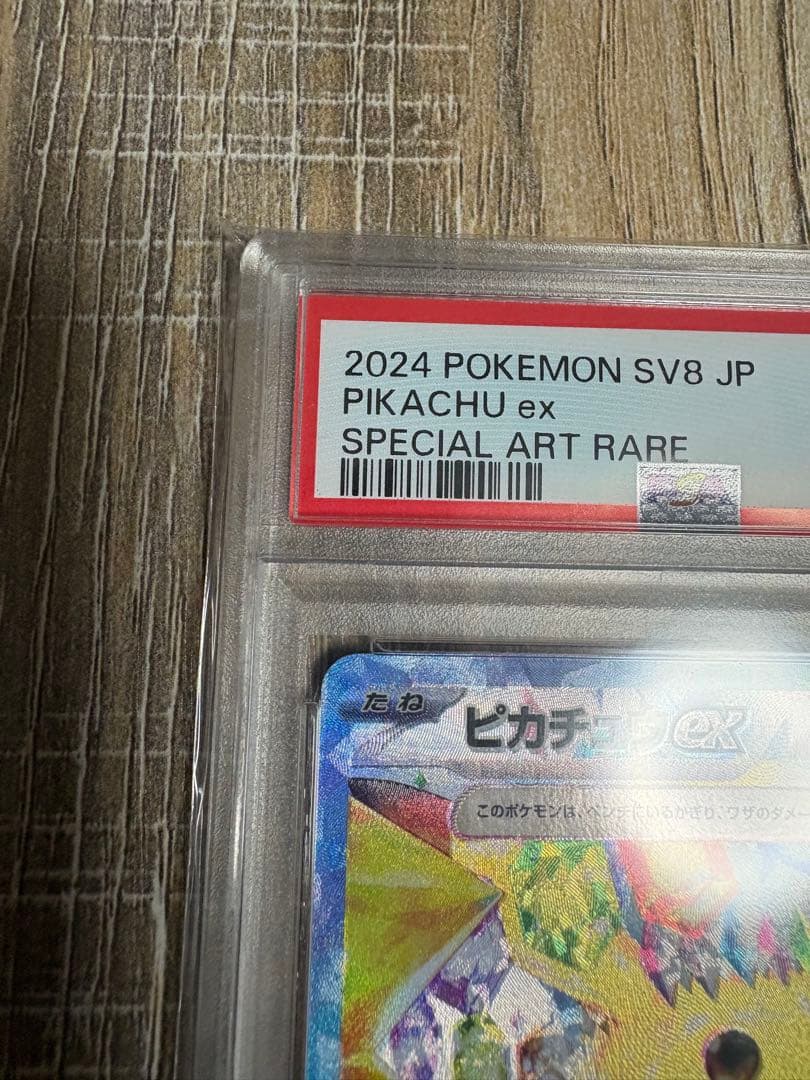 2024 POKEMON SV8 JP
PIKACHU ex
SPECIAL ART RARE
たね
ピカチュウex
このポケモンは、ベンチにいるかぎり、ワザのダメー